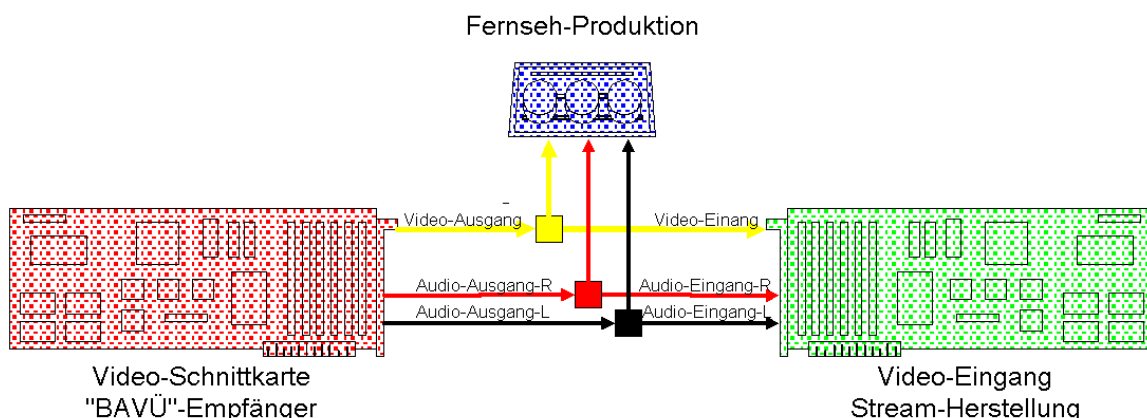 Fernseh-Produktion
Video-Ausgang
Video-Einang
Audio-Ausgang-R
Audio-Eingang-R
Audio-Ausgang-L
Audio-Eingang-L
Video-Schnittkarte
"BAVÜ"-Empfänger
Video-Eingang
Stream-Herstellung